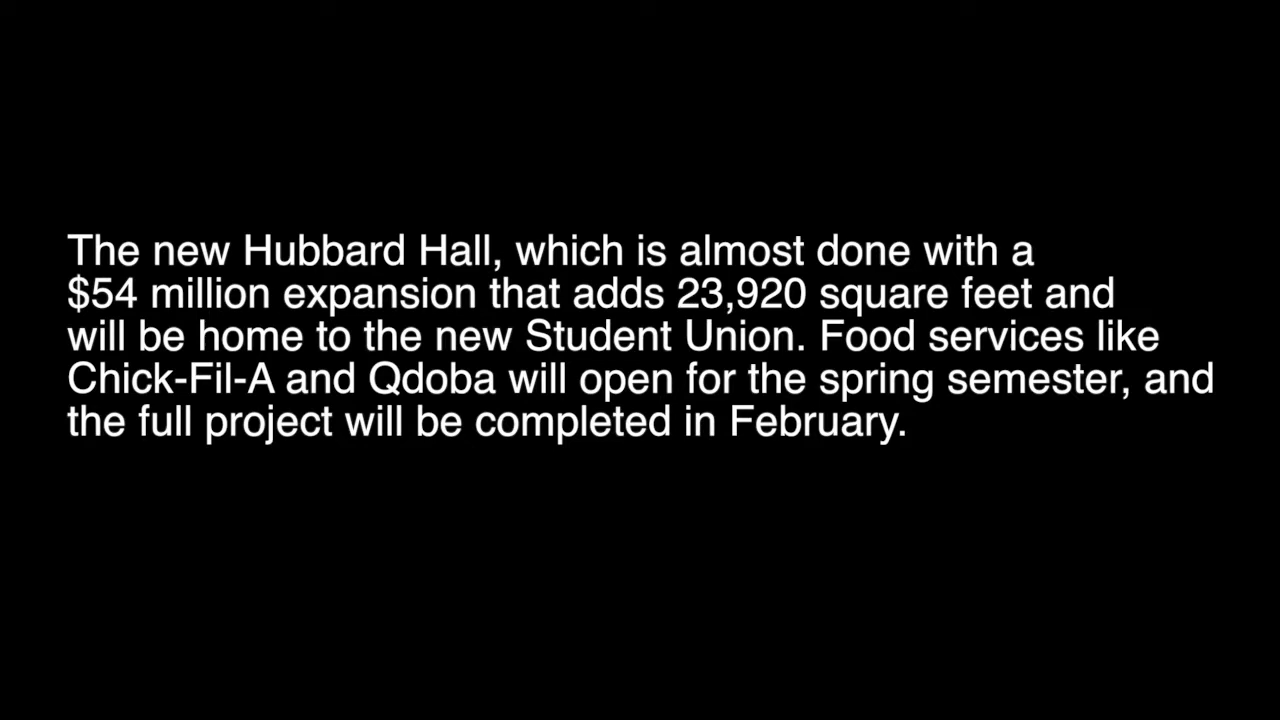 The new Hubbard Hall, which is almost done with a
$54 million expansion that adds 23,920 square feet and
will be home to the new Student Union. Food services like
Chick-Fil-A and Qdoba will open for the spring semester, and
the full project will be completed in February.